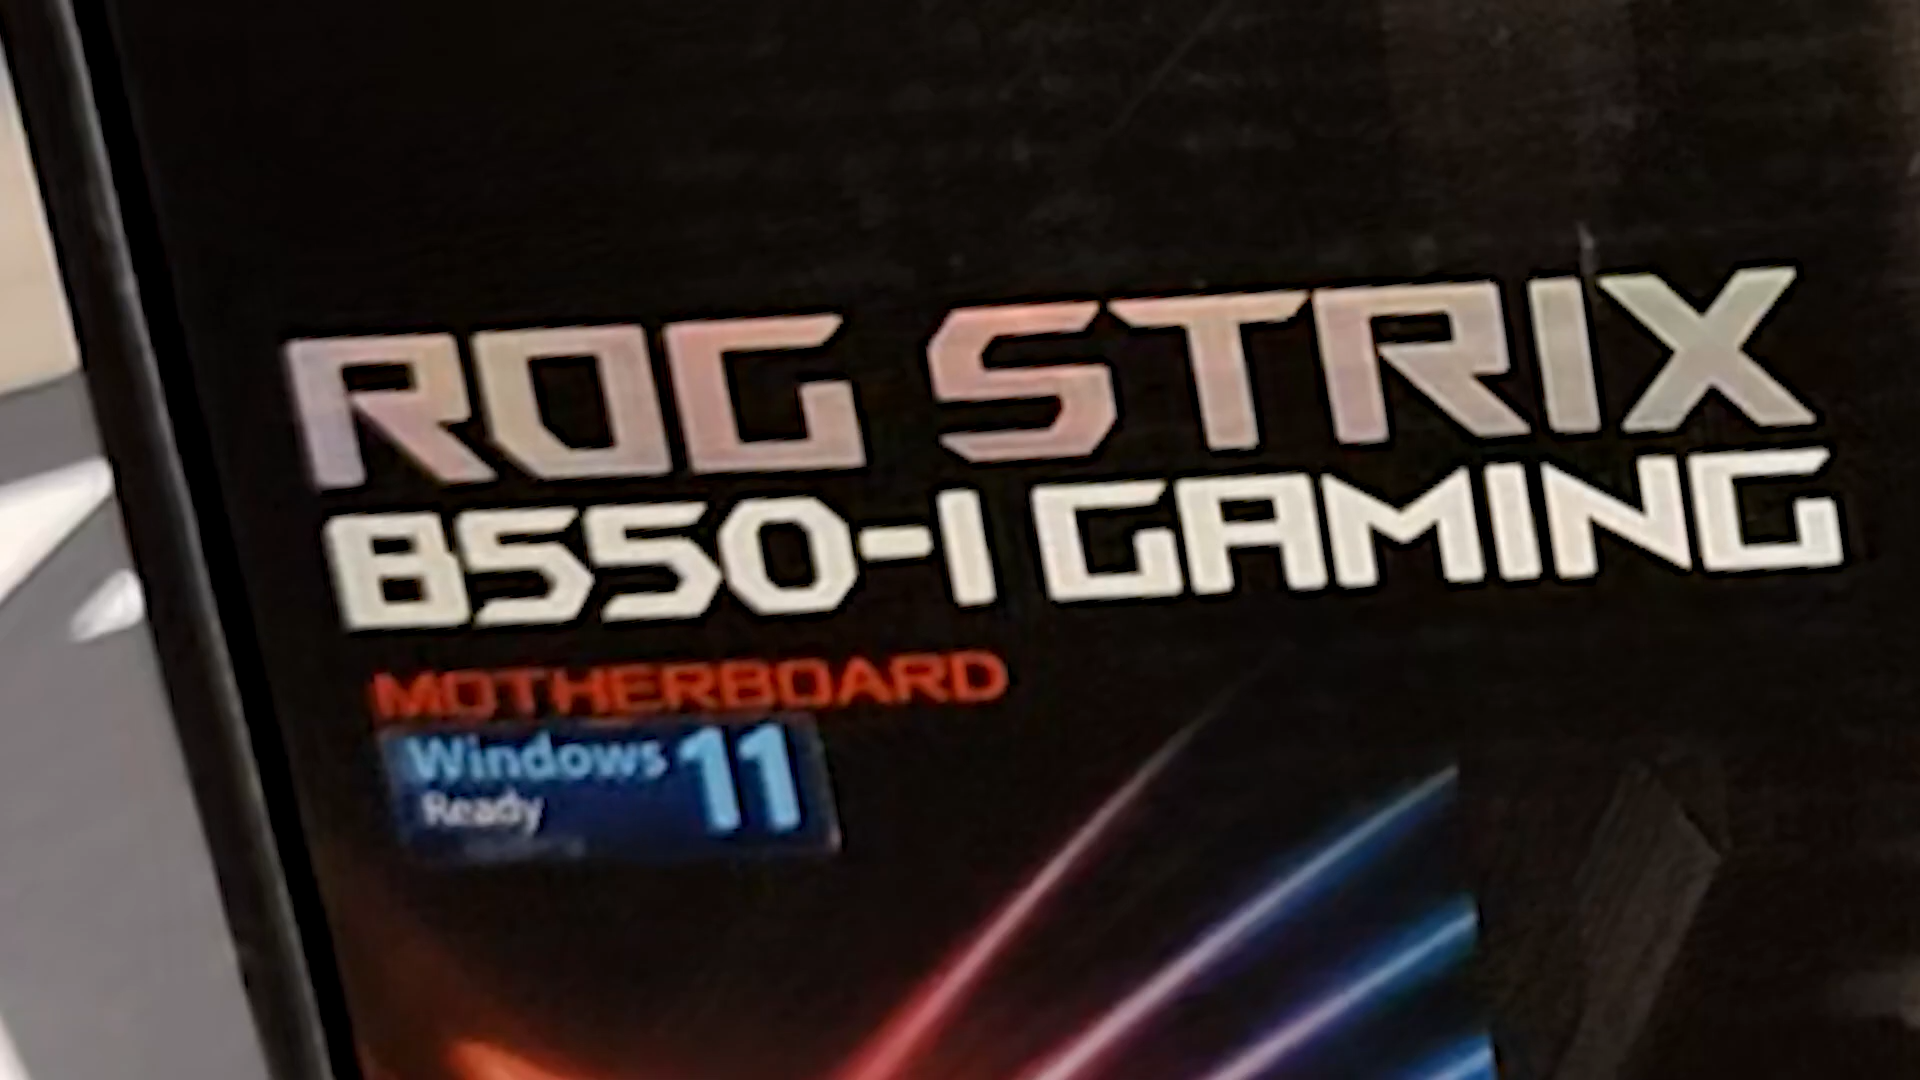 ROG STRIX
B550-I GAMING
MOTHERBOARD
Windows 11
Ready